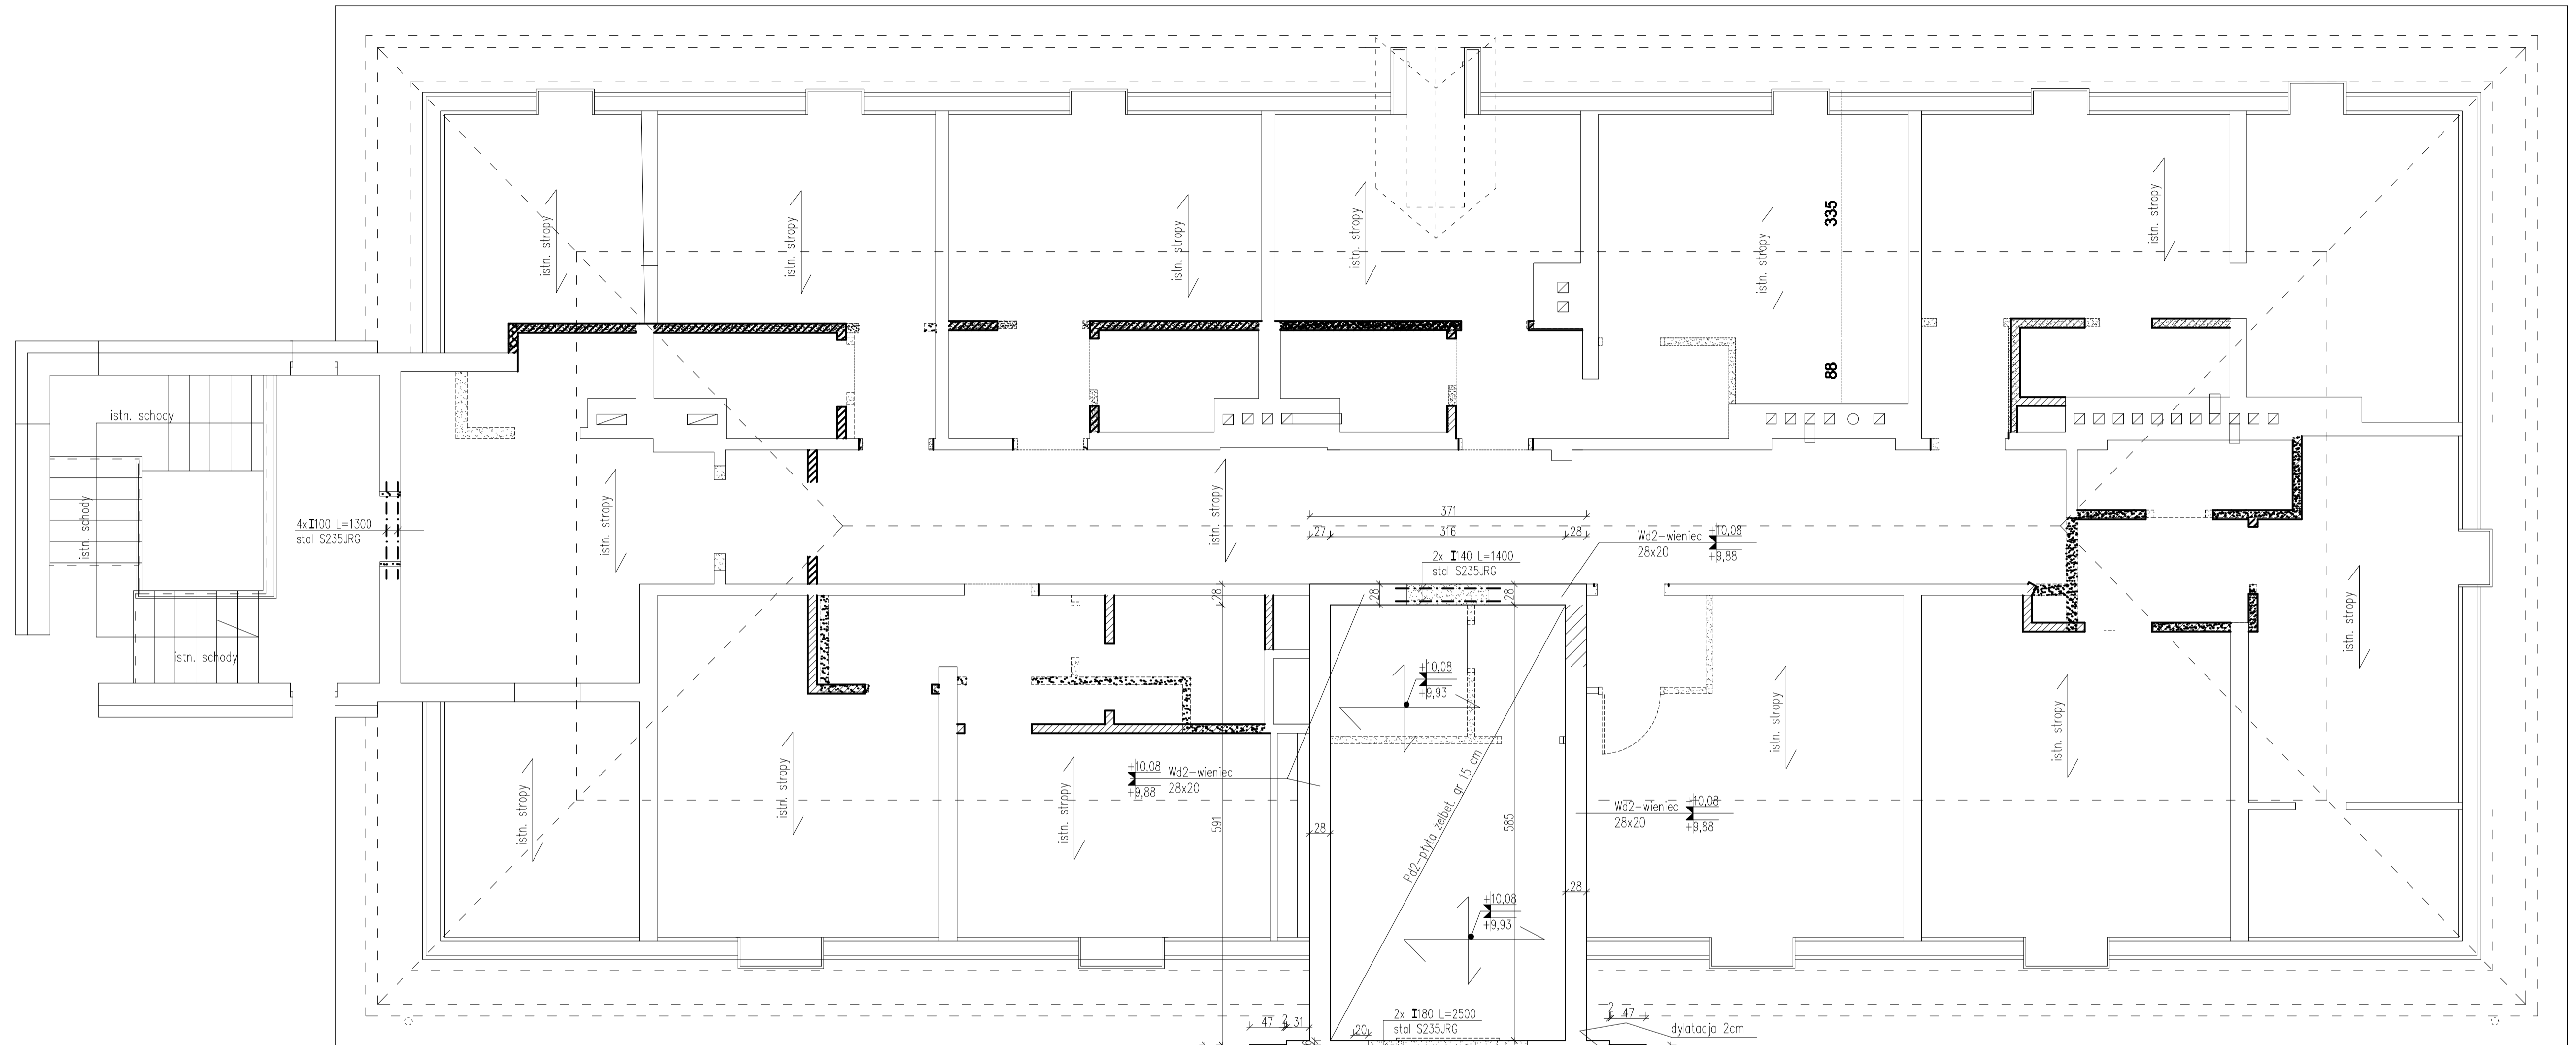 istn. stropy
istn. stropy
istn. stropy
istn. stropy
istn. stropy
istn. stropy
335
88
istn. schody
istn. schody
istn. schody
4xI100 L=1300
stal S235JRG
istn. stropy
istn. stropy
371
27
316
28
2x I140 L=1400
stal S235JRG
Wd2-wieniec
28x20
+10,08
+9,88
28
28
28
istn. stropy
+10,08
+9,93
istn. stropy
istn. stropy
istn. stropy
istn. stropy
istn. stropy
+10,08
+9,88
Wd2-wieniec
28x20
Pd2-płyta żelbet. gr 15 cm
Wd2-wieniec
28x20
+10,08
+9,88
591
28
585
28
+10,08
+9,93
istn. stropy
2x I180 L=2500
stal S235JRG
47
2
31
20
2
47
dylatacja 2cm